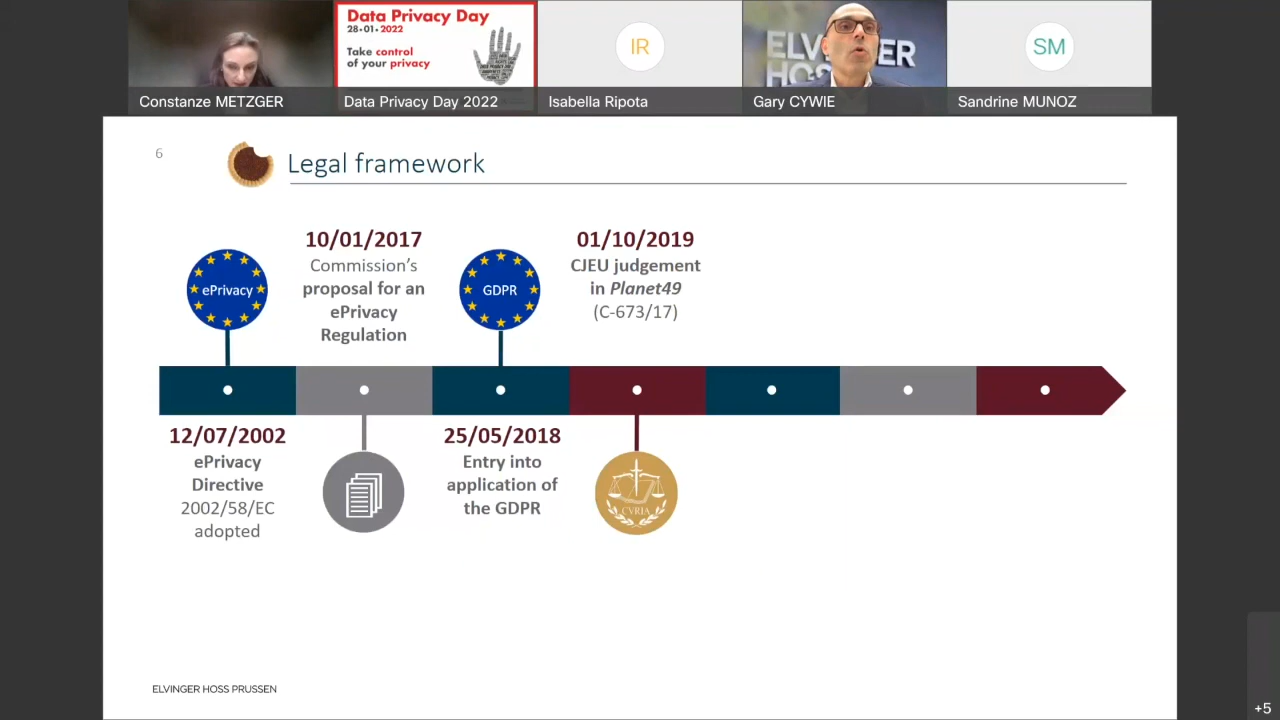 Data Privacy Day
28•01•2022
Take control
of your privacy
IR
ELV ER
HOS
SM
Constanze METZGER
Data Privacy Day 2022
Isabella Ripota
Gary CYWIE
Sandrine MUNOZ
6
Legal framework
10/01/2017
Commission's
proposal for an
ePrivacy
Regulation
01/10/2019
CJEU judgement
in Planet49
(C-673/17)
ePrivacy
GDPR
12/07/2002
ePrivacy
Directive
2002/58/EC
adopted
25/05/2018
Entry into
application of
the GDPR
CVRIA
ELVINGER HOSS PRUSSEN
+5